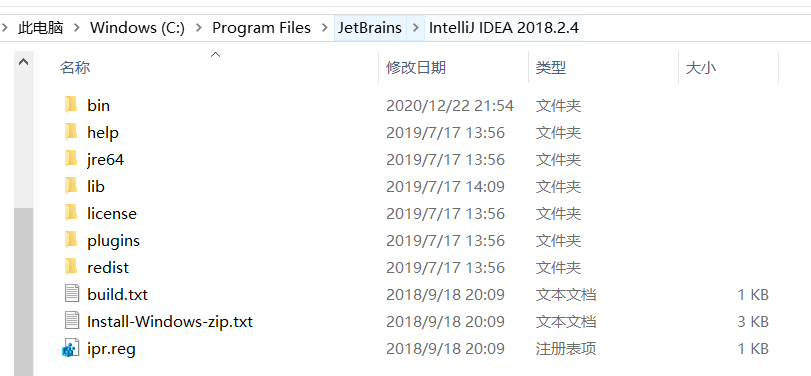 此电脑 Windows (C:) Program Files JetBrains IntelliJ IDEA 2018.2.4
名称 修改日期 类型 大小
bin 2020/12/22 21:54 文件夹
help 2019/7/17 13:56 文件夹
jre64 2019/7/17 13:56 文件夹
lib 2019/7/17 14:09 文件夹
license 2019/7/17 13:56 文件夹
plugins 2019/7/17 13:56 文件夹
redist 2019/7/17 13:56 文件夹
build.txt 2018/9/18 20:09 文本文档 1 KB
Install-Windows-zip.txt 2018/9/18 20:09 文本文档 3 KB
ipr.reg 2018/9/18 20:09 注册表项 1 KB